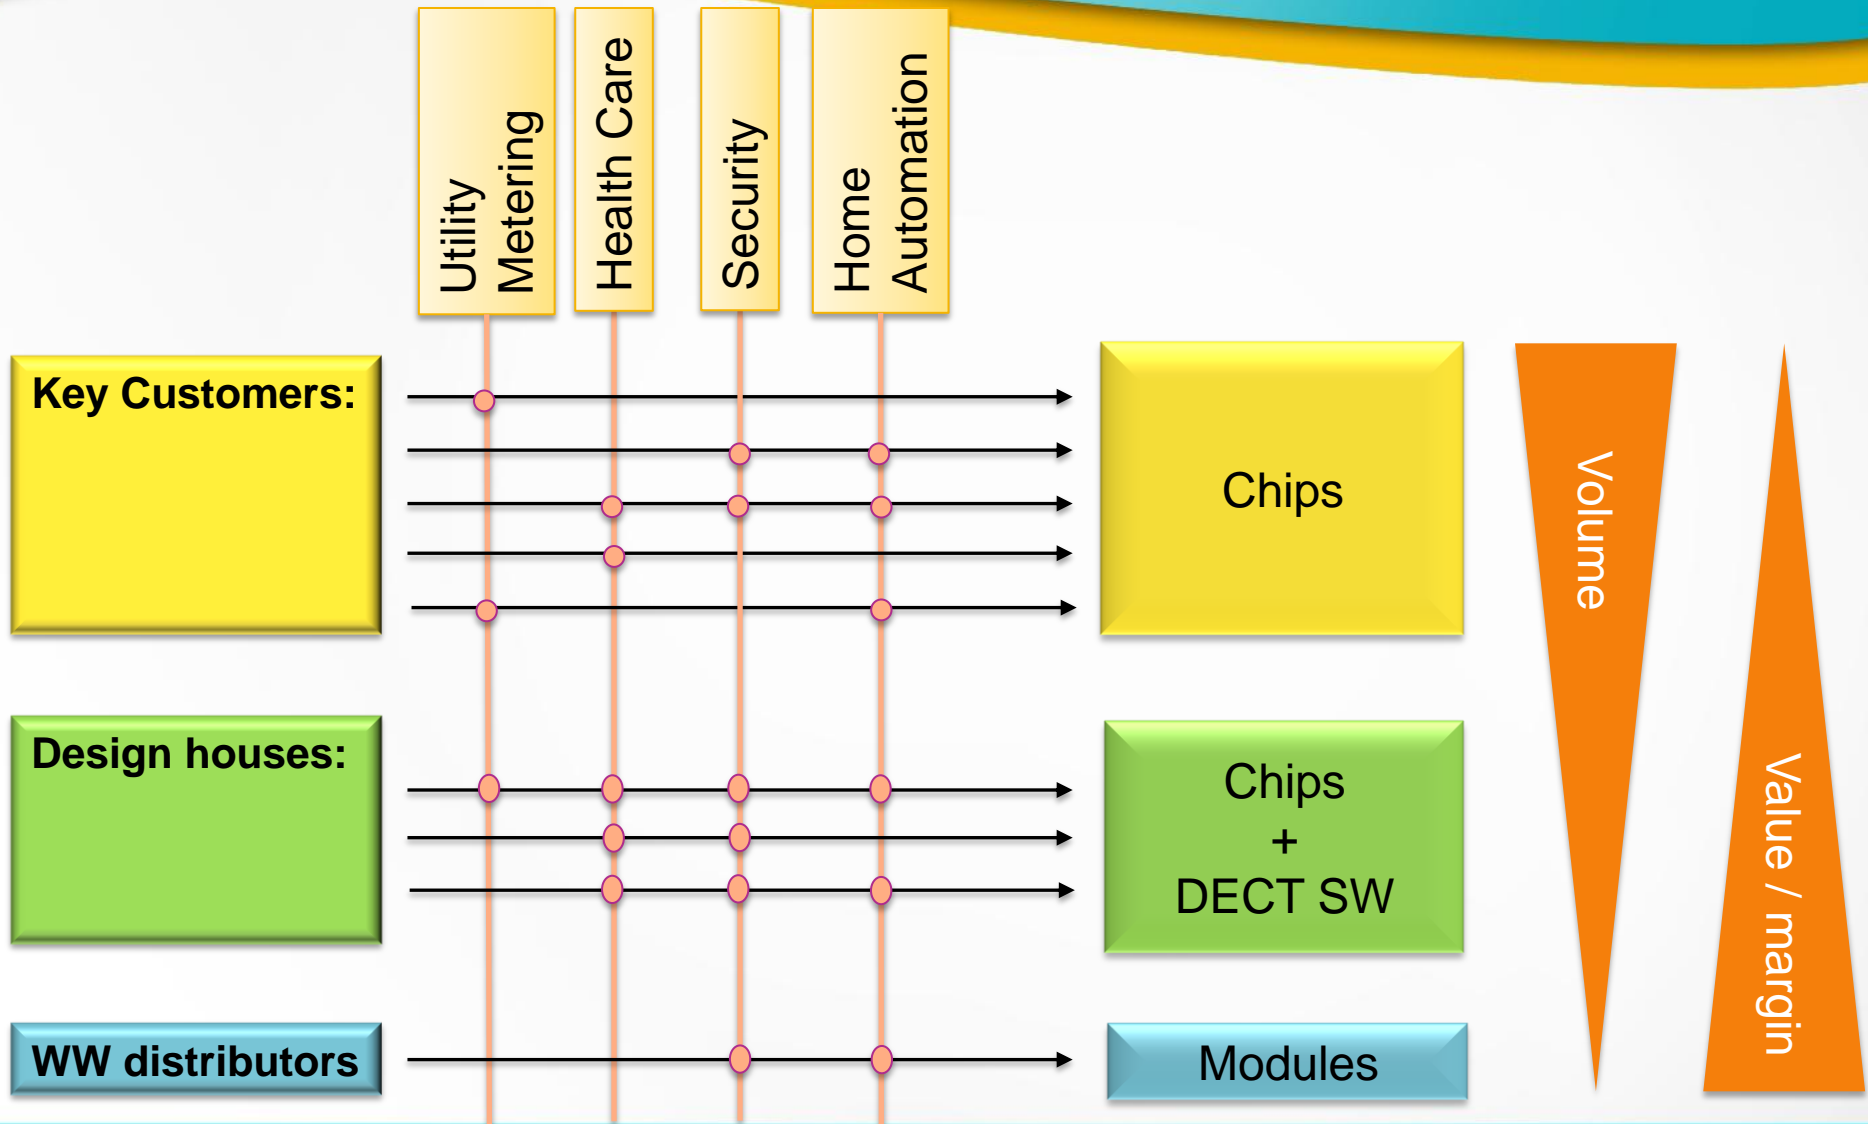 Utility
Metering
Health Care
Security
Home
Automation
Key Customers:
Chips
Volume
Design houses:
Chips
+
DECT SW
Value / margin
WW distributors
Modules